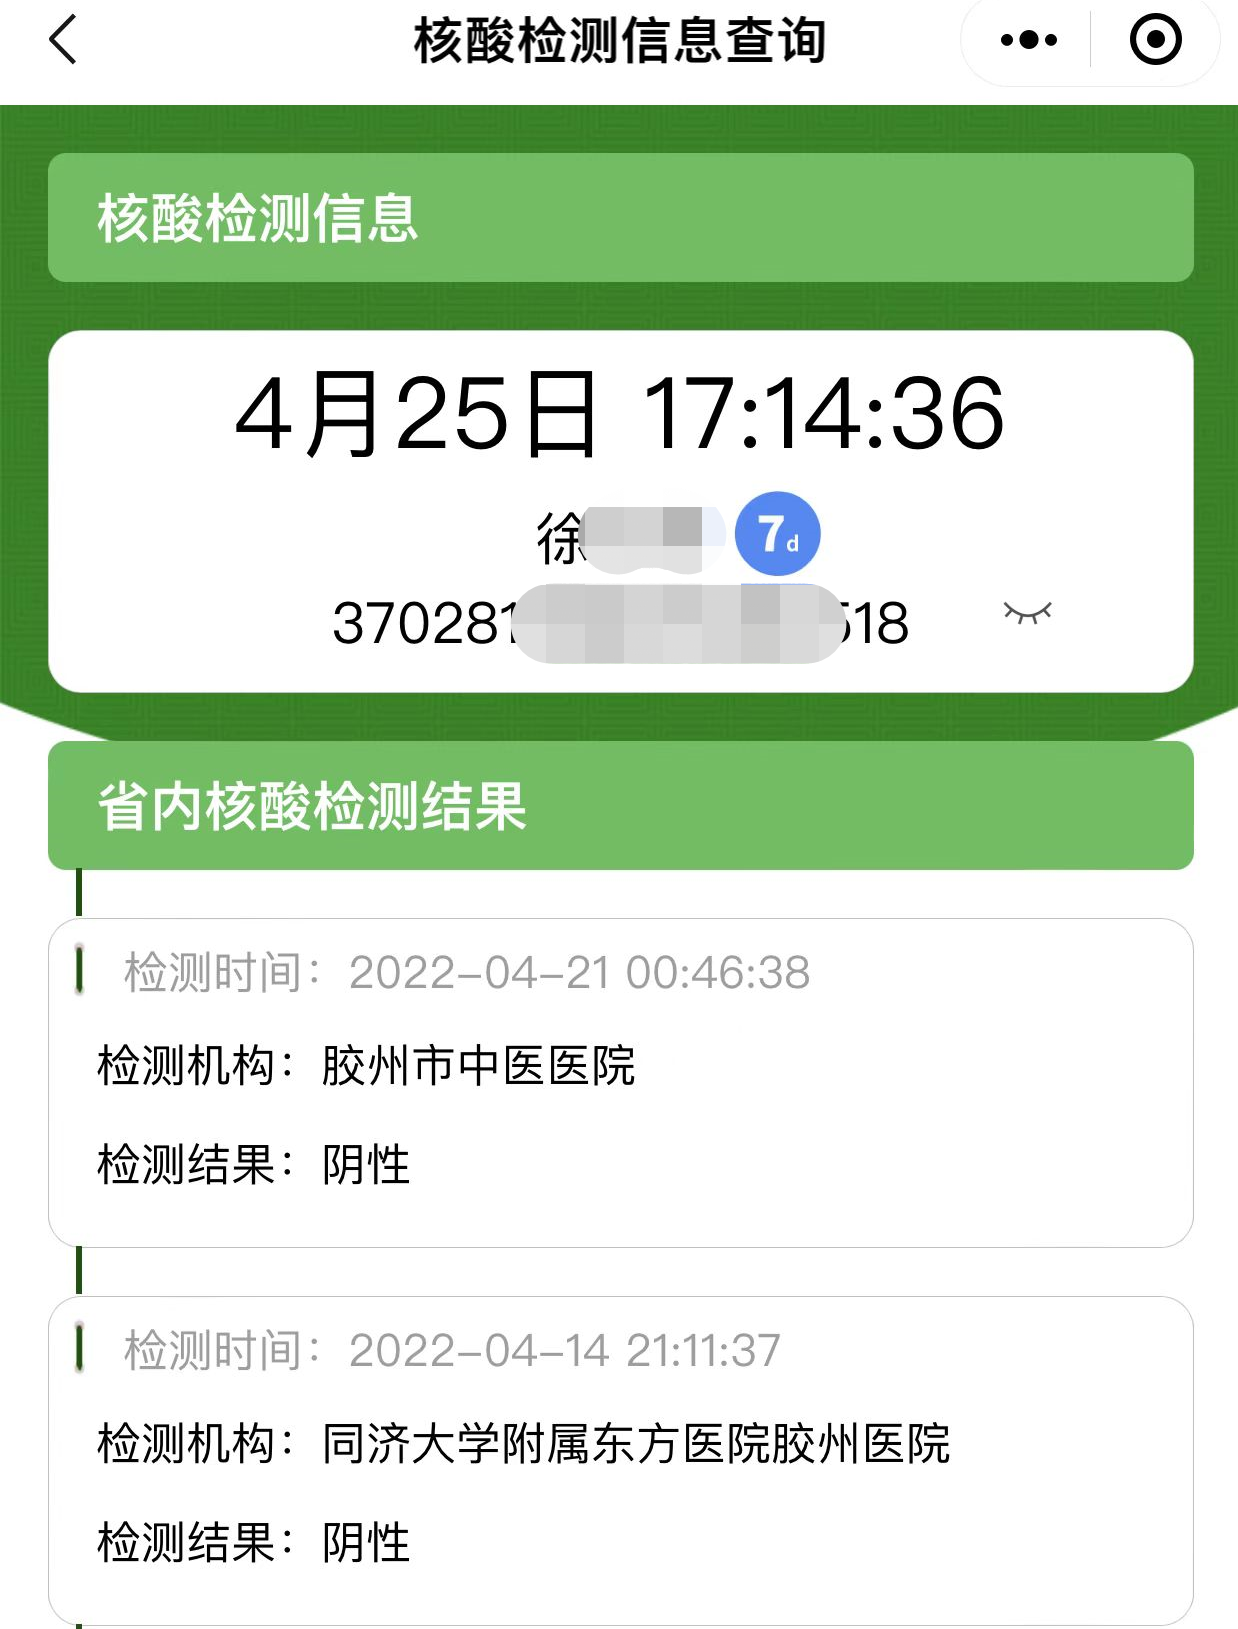 核酸检测信息查询
核酸检测信息
4月25日 17:14:36
徐
7d
370281 518
省内核酸检测结果
检测时间：2022-04-21 00:46:38
检测机构：胶州市中医医院
检测结果：阴性
检测时间：2022-04-14 21:11:37
检测机构：同济大学附属东方医院胶州医院
检测结果：阴性